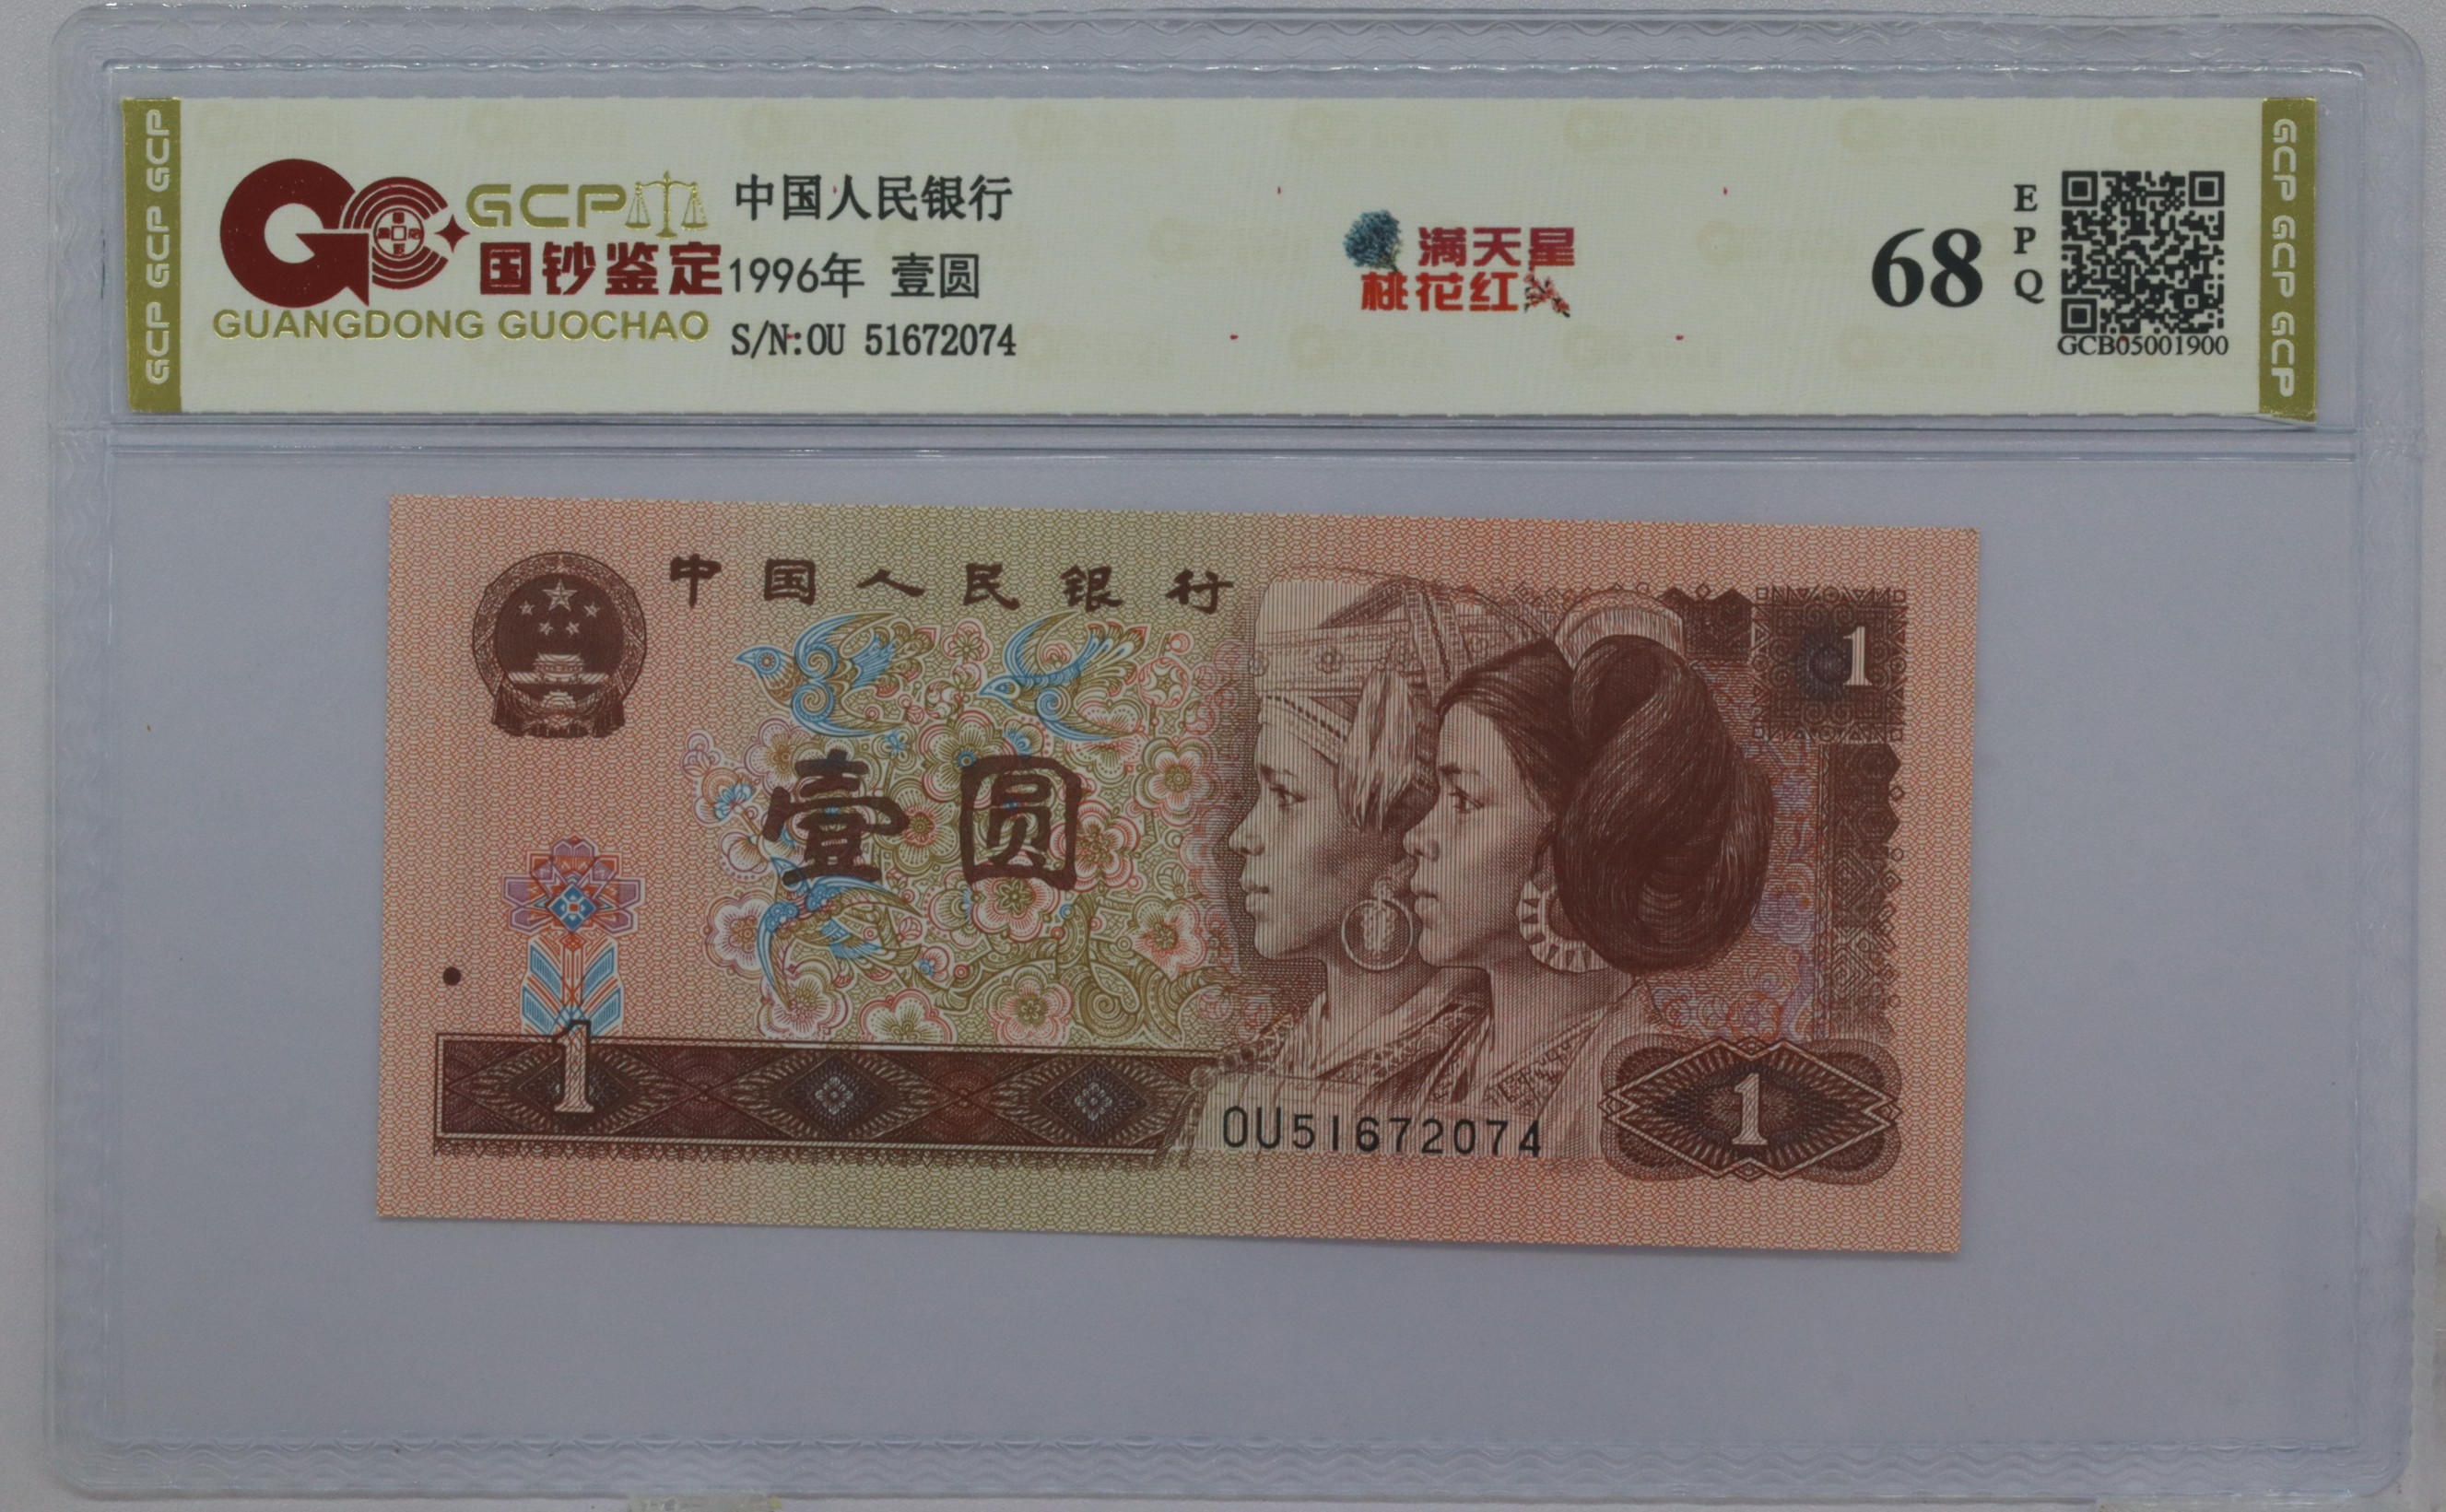 GCP GCP GCP
GCP
国钞鉴定
GUANGDONG GUOCHAO
中国人民银行
1996年 壹圆
S/N:OU 51672074
满天星
桃花红
68
EPQ
GCB05001900
GCP GCP GCP
中国人民银行
1
壹圆
1
OU51672074
1